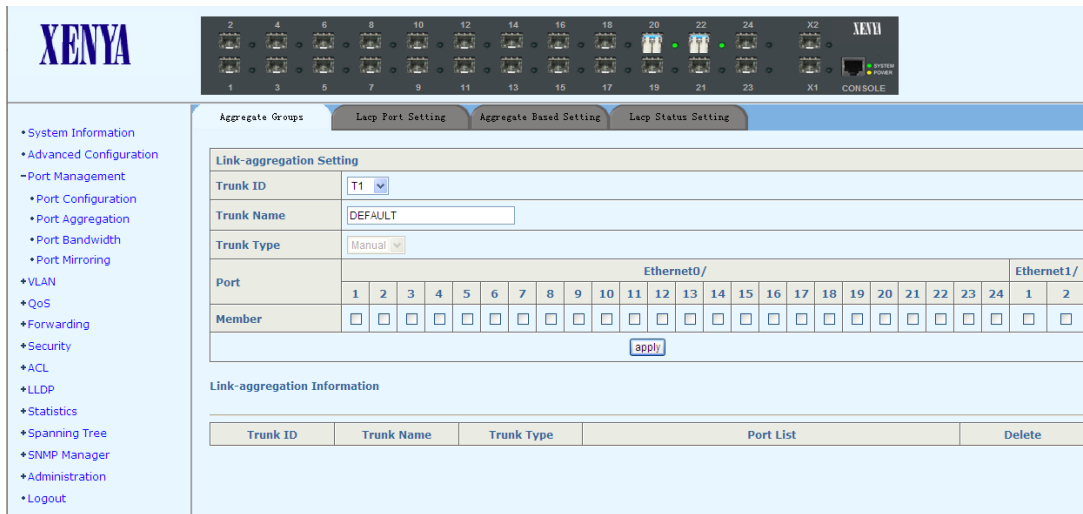 XENYA
2 4 6 8 10 12 14 16 18 20 22 24 X2
XENYA
SYSTEM
POWER
1 3 5 7 9 11 13 15 17 19 21 23 X1 CONSOLE
Aggregate Groups Lacp Port Setting Aggregate Based Setting Lacp Status Setting
•System Information
•Advanced Configuration
−Port Management
•Port Configuration
•Port Aggregation
•Port Bandwidth
•Port Mirroring
+VLAN
+QoS
+Forwarding
+Security
+ACL
+LLDP
+Statistics
+Spanning Tree
+SNMP Manager
+Administration
•Logout
Link-aggregation Setting
Trunk ID T1
Trunk Name DEFAULT
Trunk Type Manual
Port Ethernet0/ Ethernet1/
1 2 3 4 5 6 7 8 9 10 11 12 13 14 15 16 17 18 19 20 21 22 23 24 1 2
Member
apply
Link-aggregation Information
Trunk ID Trunk Name Trunk Type Port List Delete